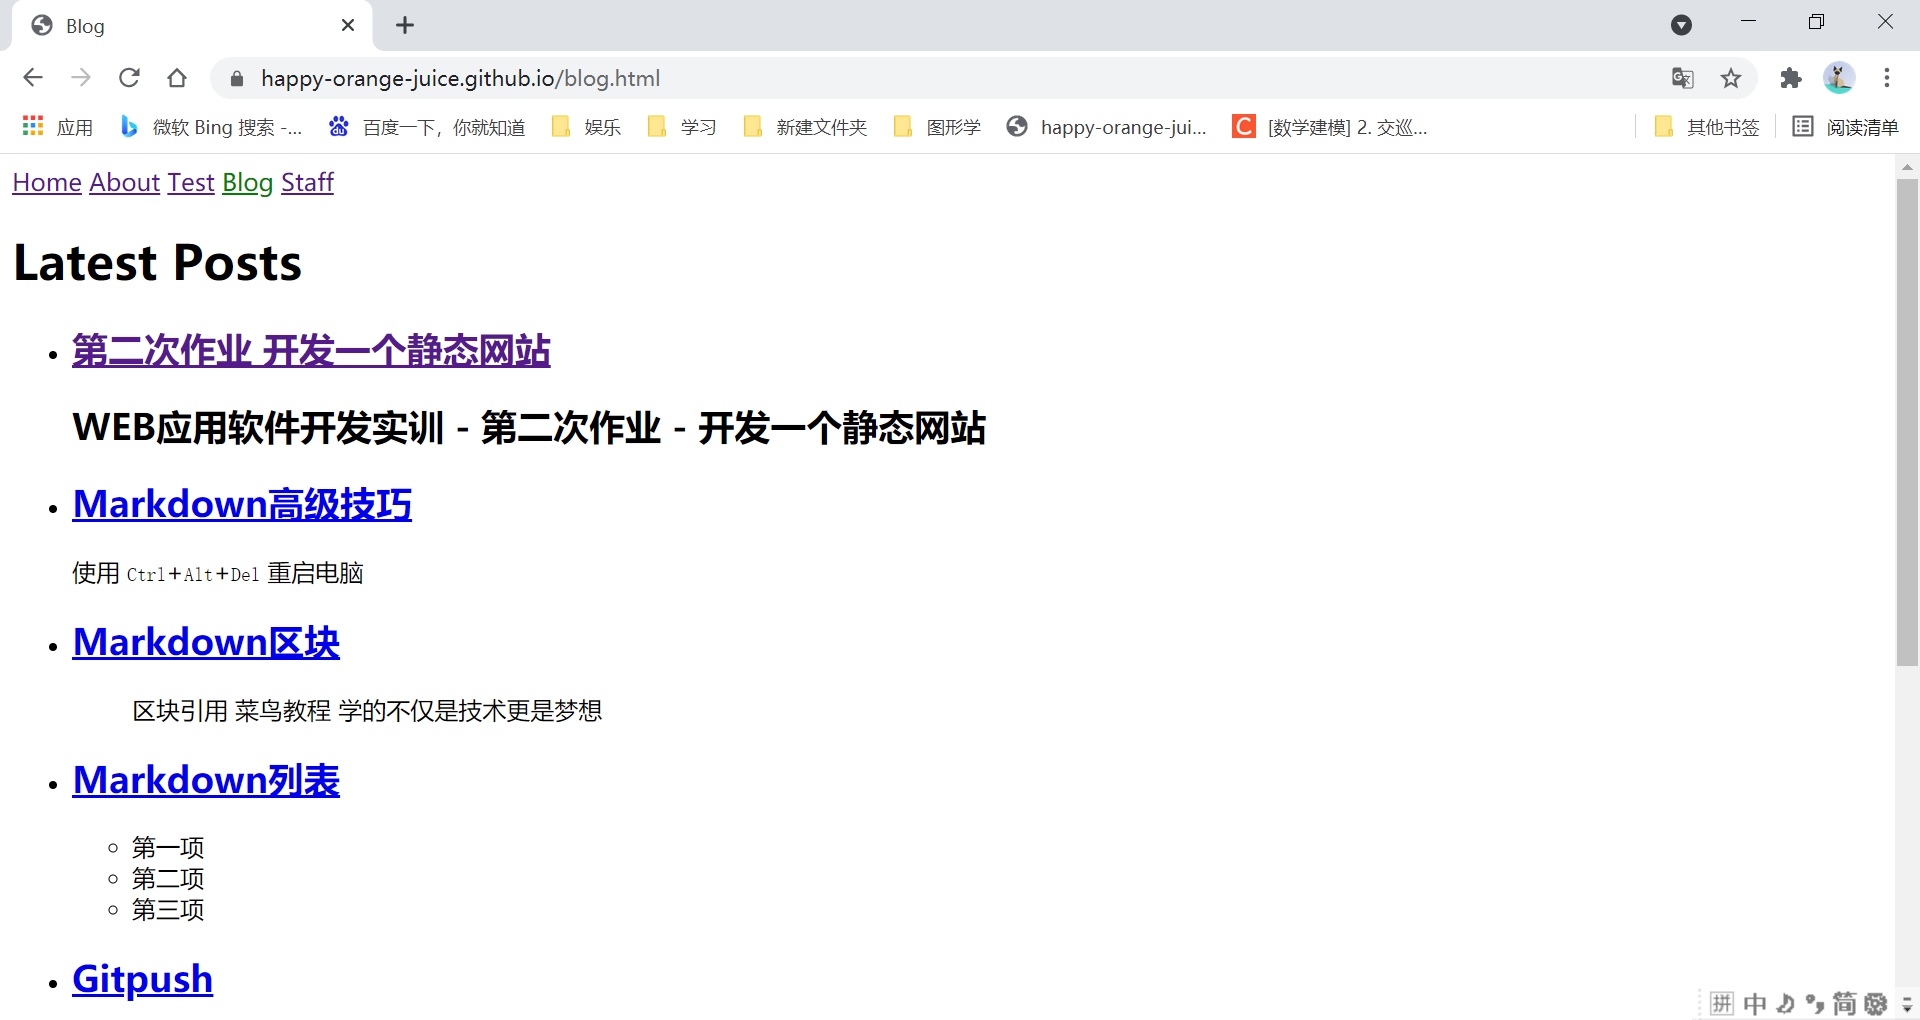 Blog
happy-orange-juice.github.io/blog.html
应用 微软 Bing 搜索 -... 百度一下，你就知道 娱乐 学习 新建文件夹 图形学 happy-orange-jui... C [数学建模] 2. 交巡... 其他书签 阅读清单
Home About Test Blog Staff
Latest Posts
第二次作业 开发一个静态网站
WEB应用软件开发实训 - 第二次作业 - 开发一个静态网站
Markdown高级技巧
使用 Ctrl+Alt+Del 重启电脑
Markdown区块
区块引用 菜鸟教程 学的不仅是技术更是梦想
Markdown列表
第一项
第二项
第三项
Gitpush
拼 中 简